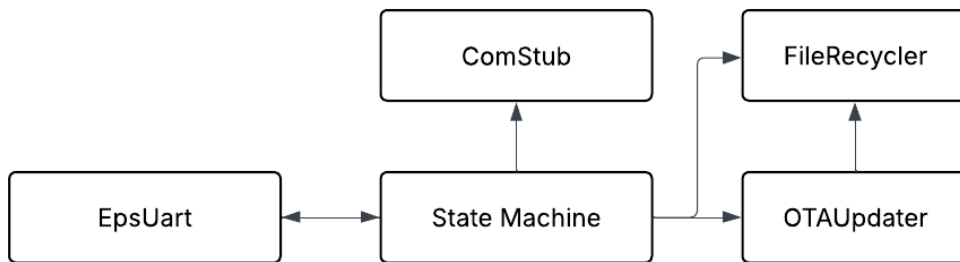 ComStub
FileRecycler
EpsUart
State Machine
OTAUpdater